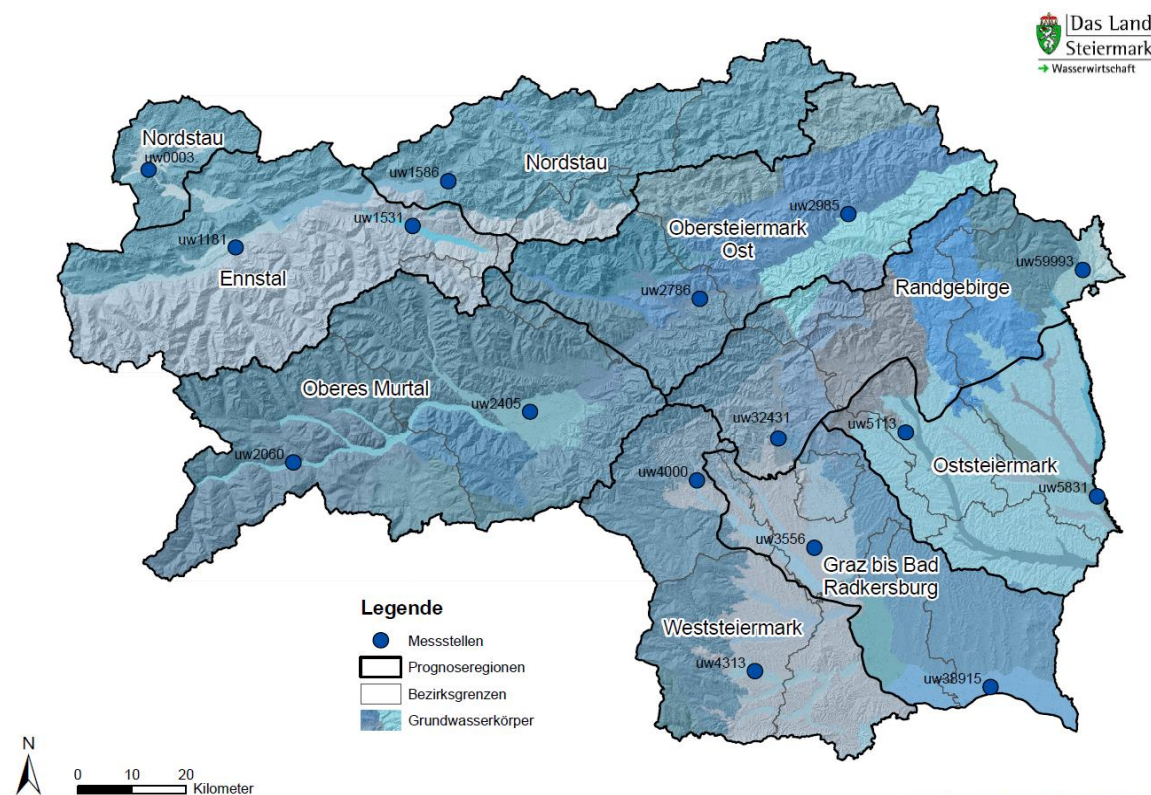 Das Land
Steiermark
→ Wasserwirtschaft
Nordstau
uw0003
uw1586
Nordstau
uw1531
uw1181
Ennstal
uw2985
Obersteiermark
Ost
uw59993
uw2786
Randgebirge
Oberes Murtal
uw2405
uw2060
uw32431
uw5113
uw4000
Oststeiermark
uw5831
uw3556
Graz bis Bad
Radkersburg
Weststeiermark
uw4313
uw38915
Legende
Messstellen
Prognoseregionen
Bezirksgrenzen
Grundwasserkörper
N
0 10 20
Kilometer